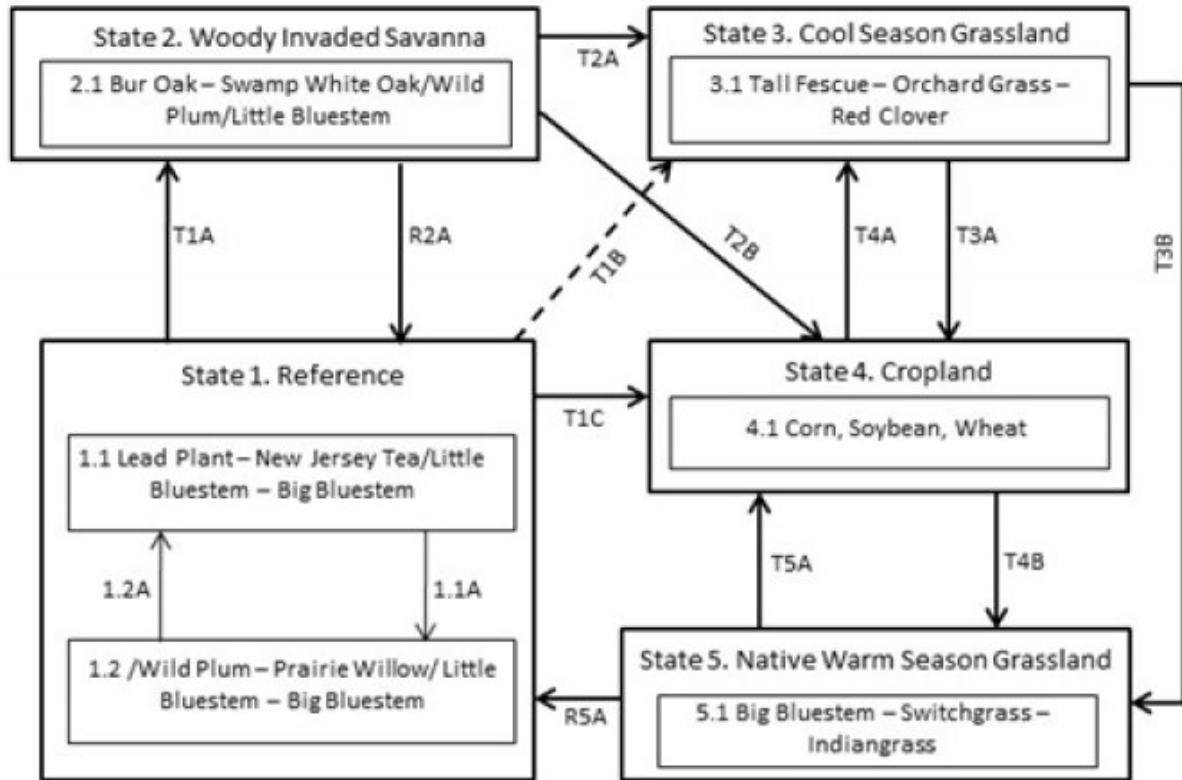 State 2. Woody Invaded Savanna
2.1 Bur Oak – Swamp White Oak/Wild
Plum/Little Bluestem
T2A
State 3. Cool Season Grassland
3.1 Tall Fescue – Orchard Grass –
Red Clover
T1A
R2A
T1B
T2B
T4A
T3A
T3B
State 1. Reference
1.1 Lead Plant – New Jersey Tea/Little
Bluestem – Big Bluestem
1.2A
1.1A
1.2 /Wild Plum – Prairie Willow/ Little
Bluestem – Big Bluestem
T1C
State 4. Cropland
4.1 Corn, Soybean, Wheat
T5A
T4B
R5A
State 5. Native Warm Season Grassland
5.1 Big Bluestem – Switchgrass –
Indiangrass